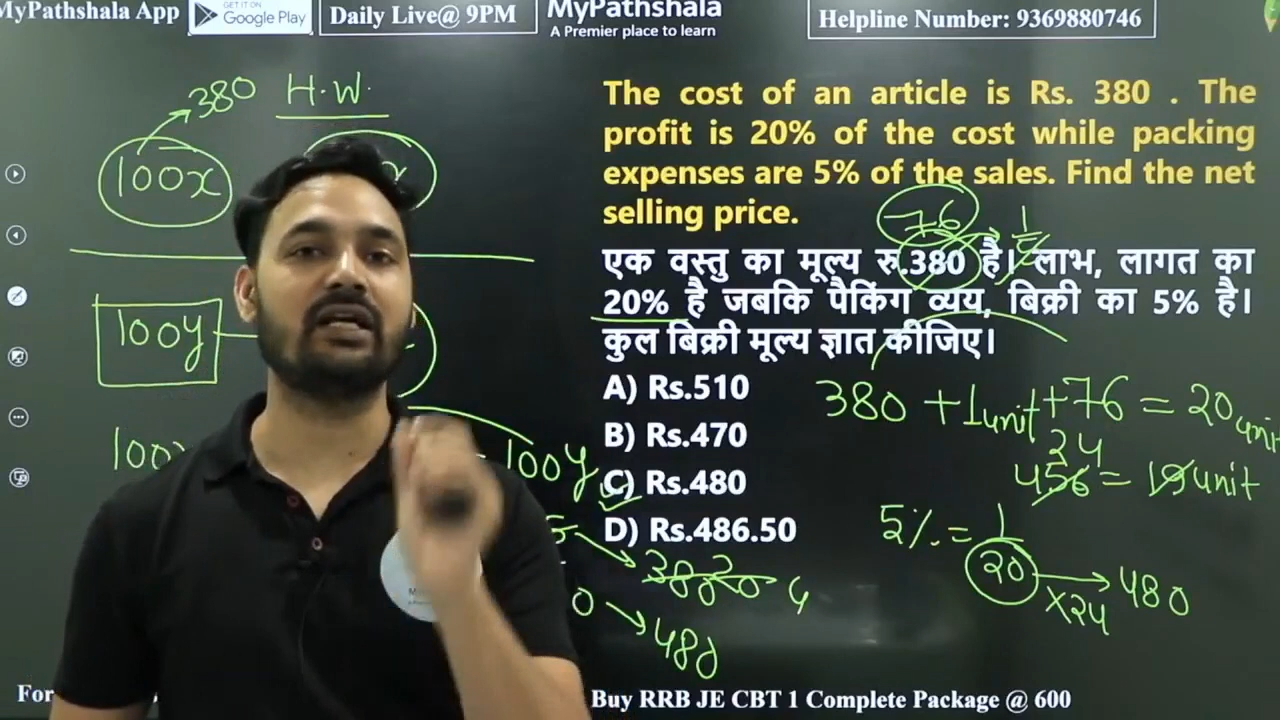 MyPathshala App
GET IT ON
Google Play
Daily Live@ 9PM
MyPathshala
A Premier place to learn
Helpline Number: 9369880746
380 H.W.
100x
The cost of an article is Rs. 380 . The
profit is 20% of the cost while packing
expenses are 5% of the sales. Find the net
selling price.
76
एक वस्तु का मूल्य रु.380 है। लाभ, लागत का
20% है जबकि पैकिंग व्यय, बिक्री का 5% है।
कुल बिक्री मूल्य ज्ञात कीजिए।
100y
A) Rs.510
380 + 1unit + 76 = 20unit
B) Rs.470
24
100y
C) Rs.480
456 = 19unit
D) Rs.486.50
5% = 1
20 480
X24
480
For
Buy RRB JE CBT 1 Complete Package @ 600